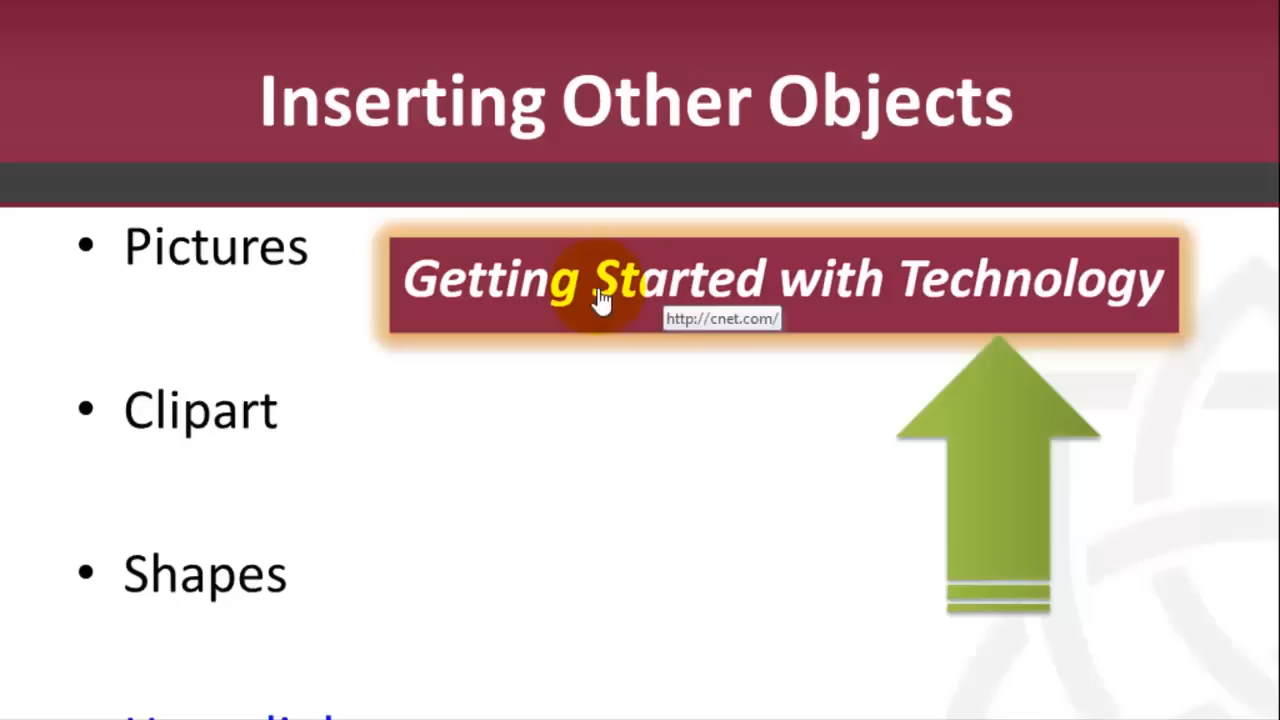 Inserting Other Objects
• Pictures
Getting Started with Technology
http://cnet.com/
• Clipart
• Shapes